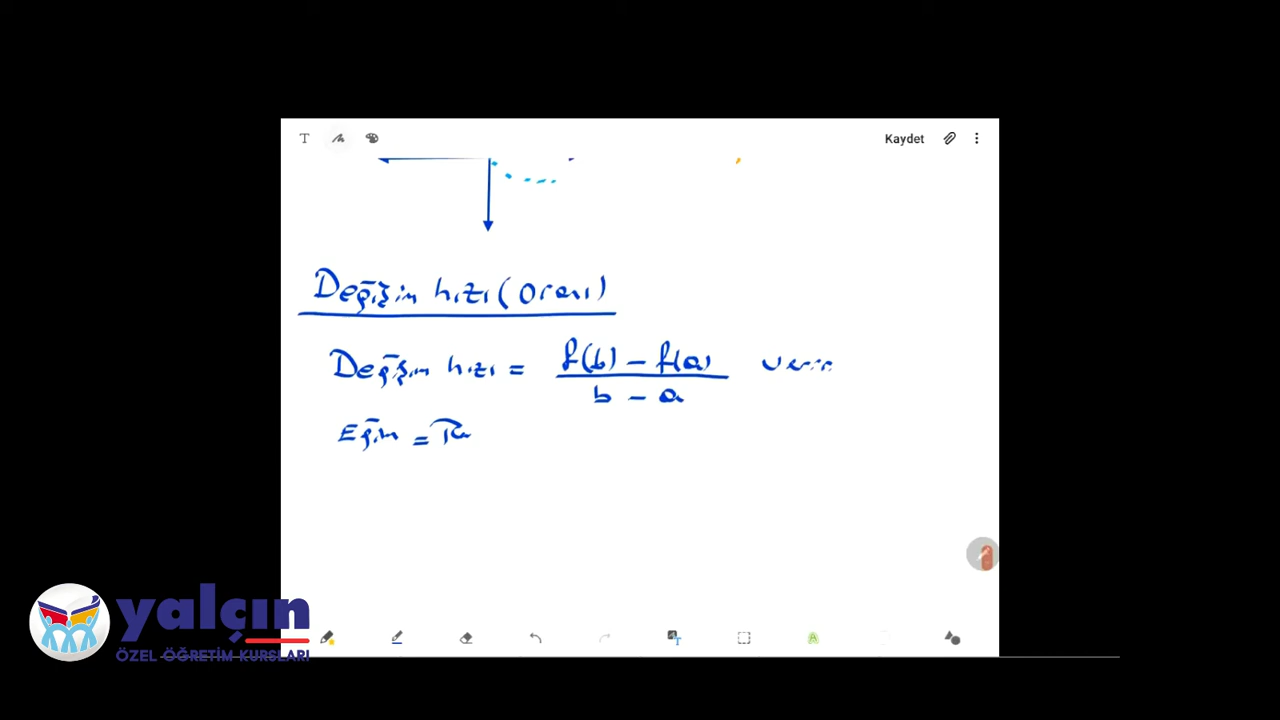 T Kaydet
Değişim hızı (Oranı)
Değişim hızı = f(b) - f(a)
b - a
Eğim =
yalçın
ÖZEL ÖĞRETİM KURSLARI